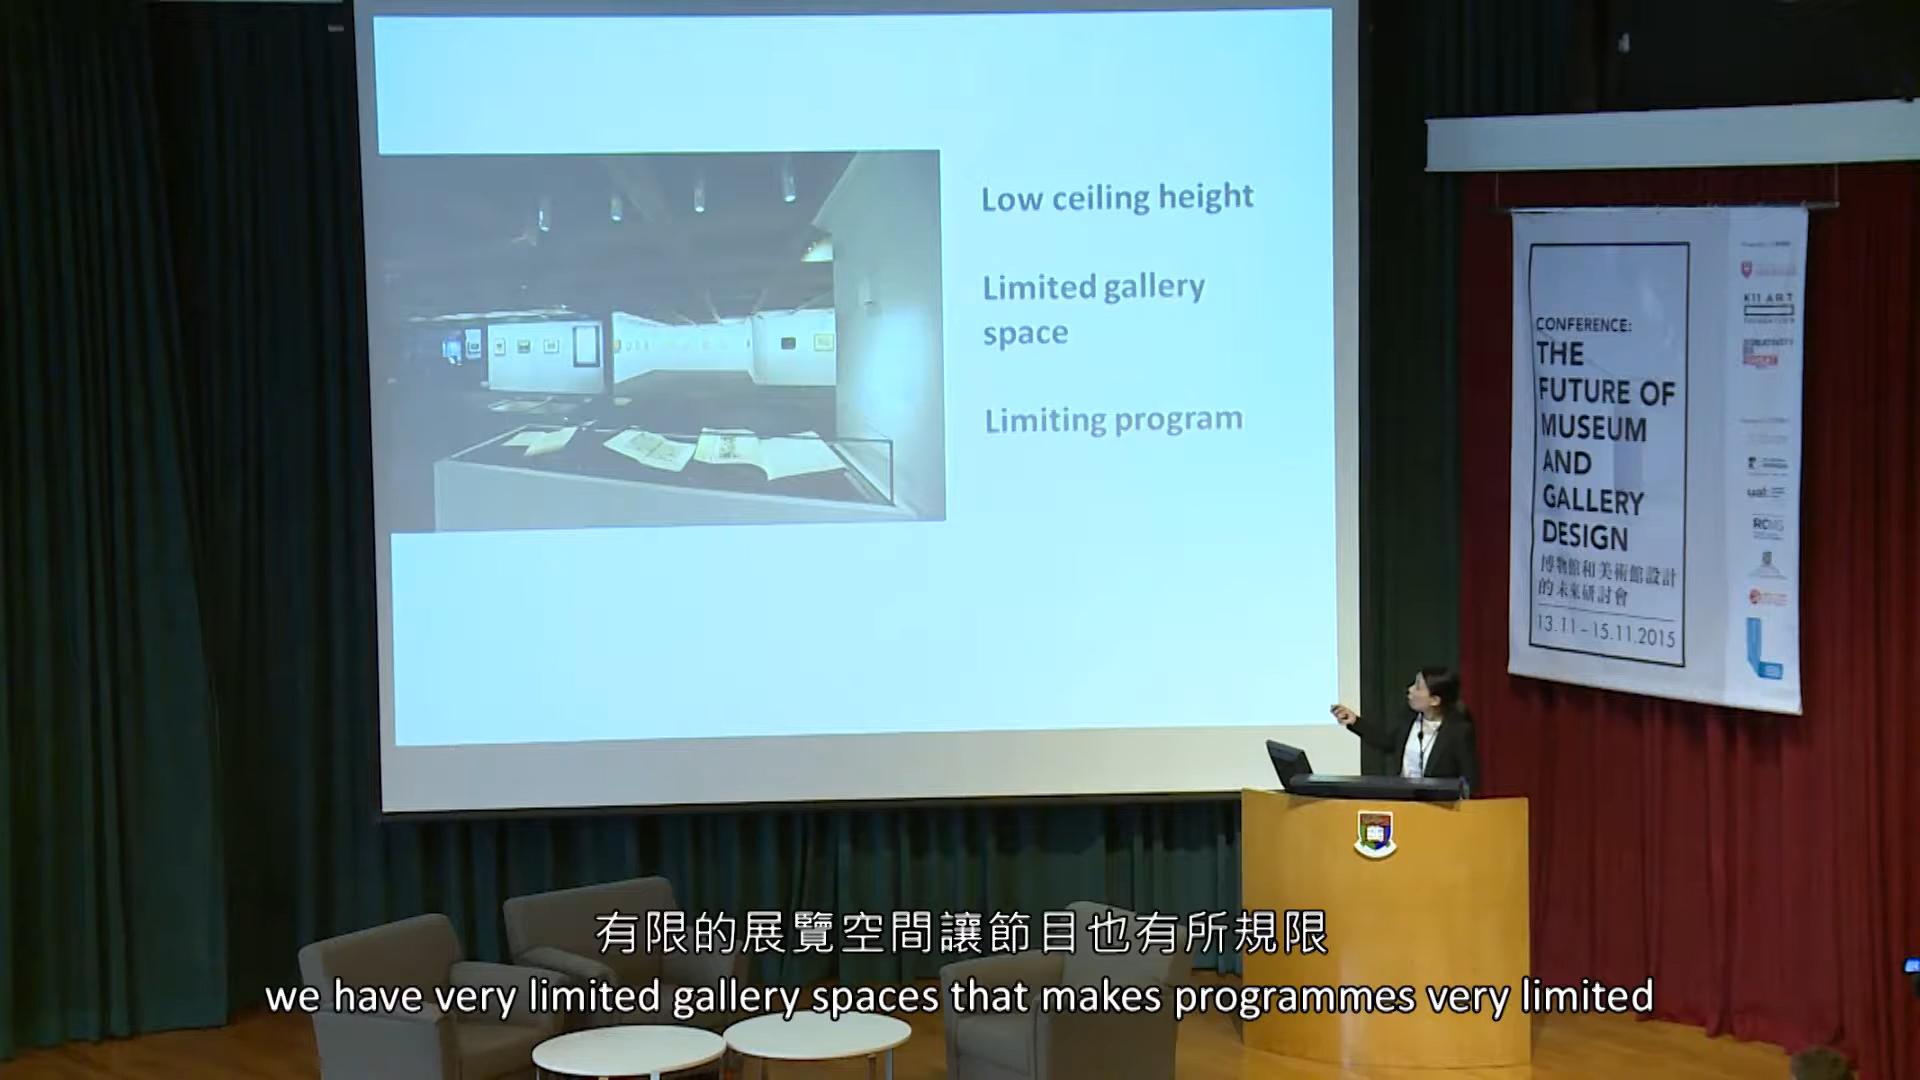 Low ceiling height
Limited gallery
space
Limiting program
CONFERENCE:
THE
FUTURE OF
MUSEUM
AND
GALLERY
DESIGN
博物館和美術館設計
的未來研討會
13.11 – 15.11.2015
K11 ART
有限的展覽空間讓節目也有所規限
we have very limited gallery spaces that makes programmes very limited